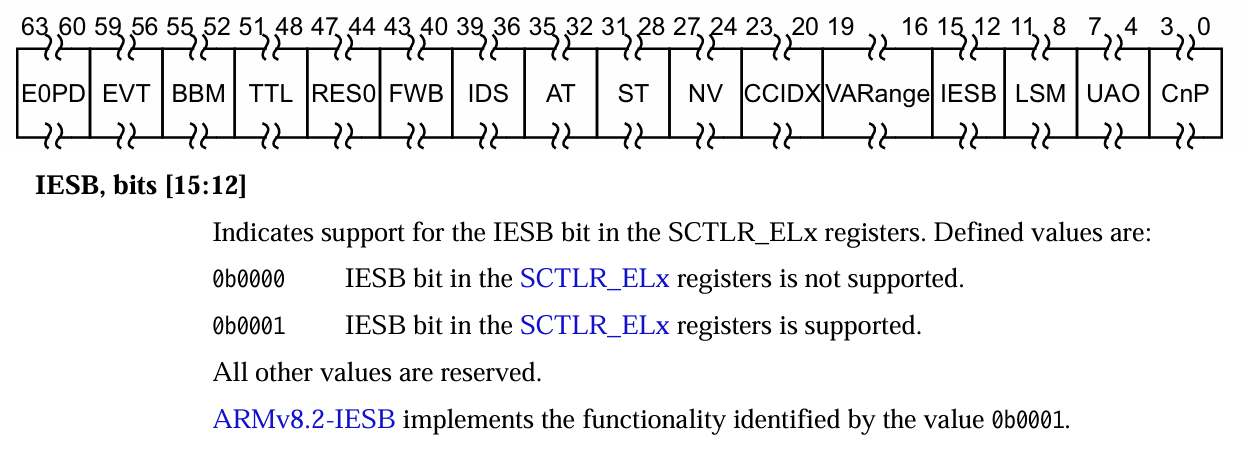 63 60 59 56 55 52 51 48 47 44 43 40 39 36 35 32 31 28 27 24 23 20 19 16 15 12 11 8 7 4 3 0
E0PD EVT BBM TTL RES0 FWB IDS AT ST NV CCIDX VARange IESB LSM UAO CnP
IESB, bits [15:12]
Indicates support for the IESB bit in the SCTLR_ELx registers. Defined values are:
0b0000 IESB bit in the SCTLR_ELx registers is not supported.
0b0001 IESB bit in the SCTLR_ELx registers is supported.
All other values are reserved.
ARMv8.2-IESB implements the functionality identified by the value 0b0001.